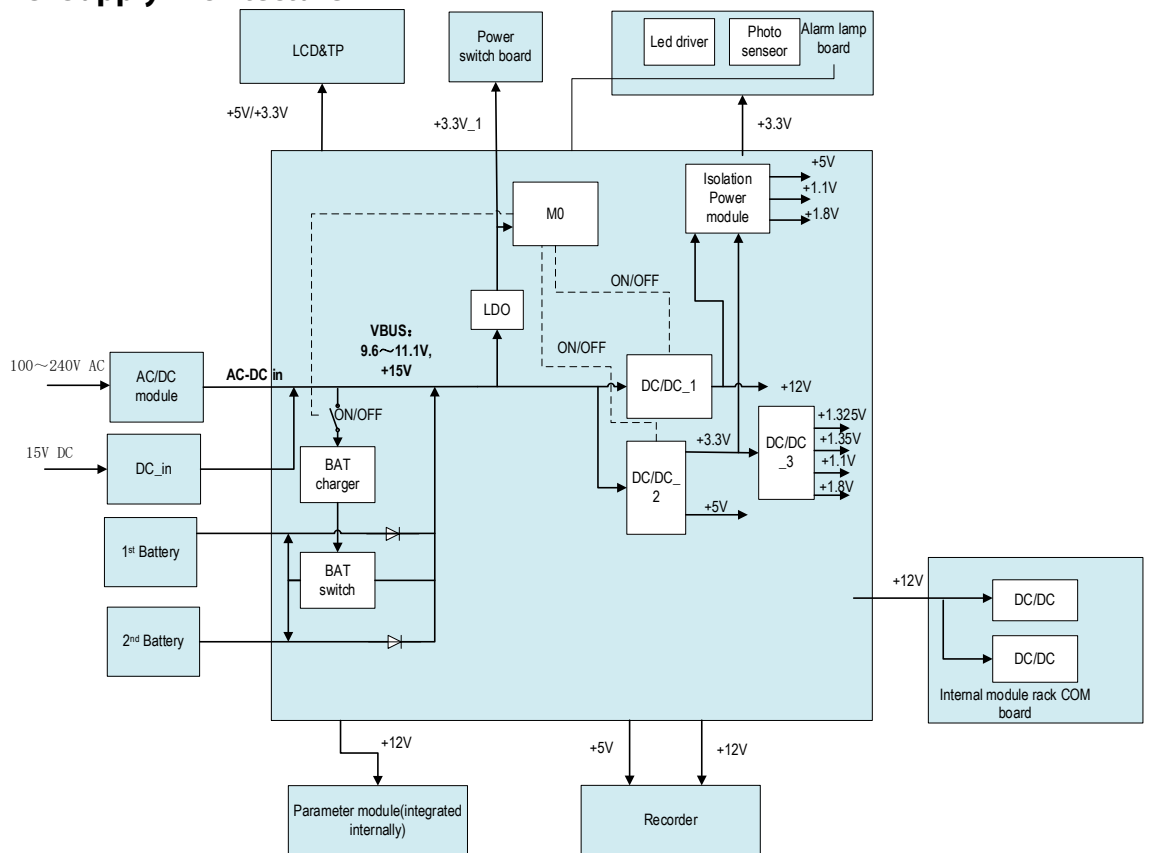 LCD&TP
Power
switch board
Led driver
Photo
senseor
Alarm lamp
board
+5V/+3.3V
+3.3V_1
+3.3V
Isolation
Power
module
+5V
+1.1V
+1.8V
M0
ON/OFF
LDO
VBUS：
9.6～11.1V,
+15V
ON/OFF
100～240V AC
AC/DC
module
AC-DC in
DC/DC_1
+12V
ON/OFF
15V DC
DC_in
BAT
charger
DC/DC_
2
+3.3V
+5V
DC/DC
_3
+1.325V
+1.35V
+1.1V
+1.8V
1st Battery
BAT
switch
2nd Battery
+12V
DC/DC
DC/DC
Internal module rack COM
board
+12V
+5V
+12V
Parameter module(integrated
internally)
Recorder